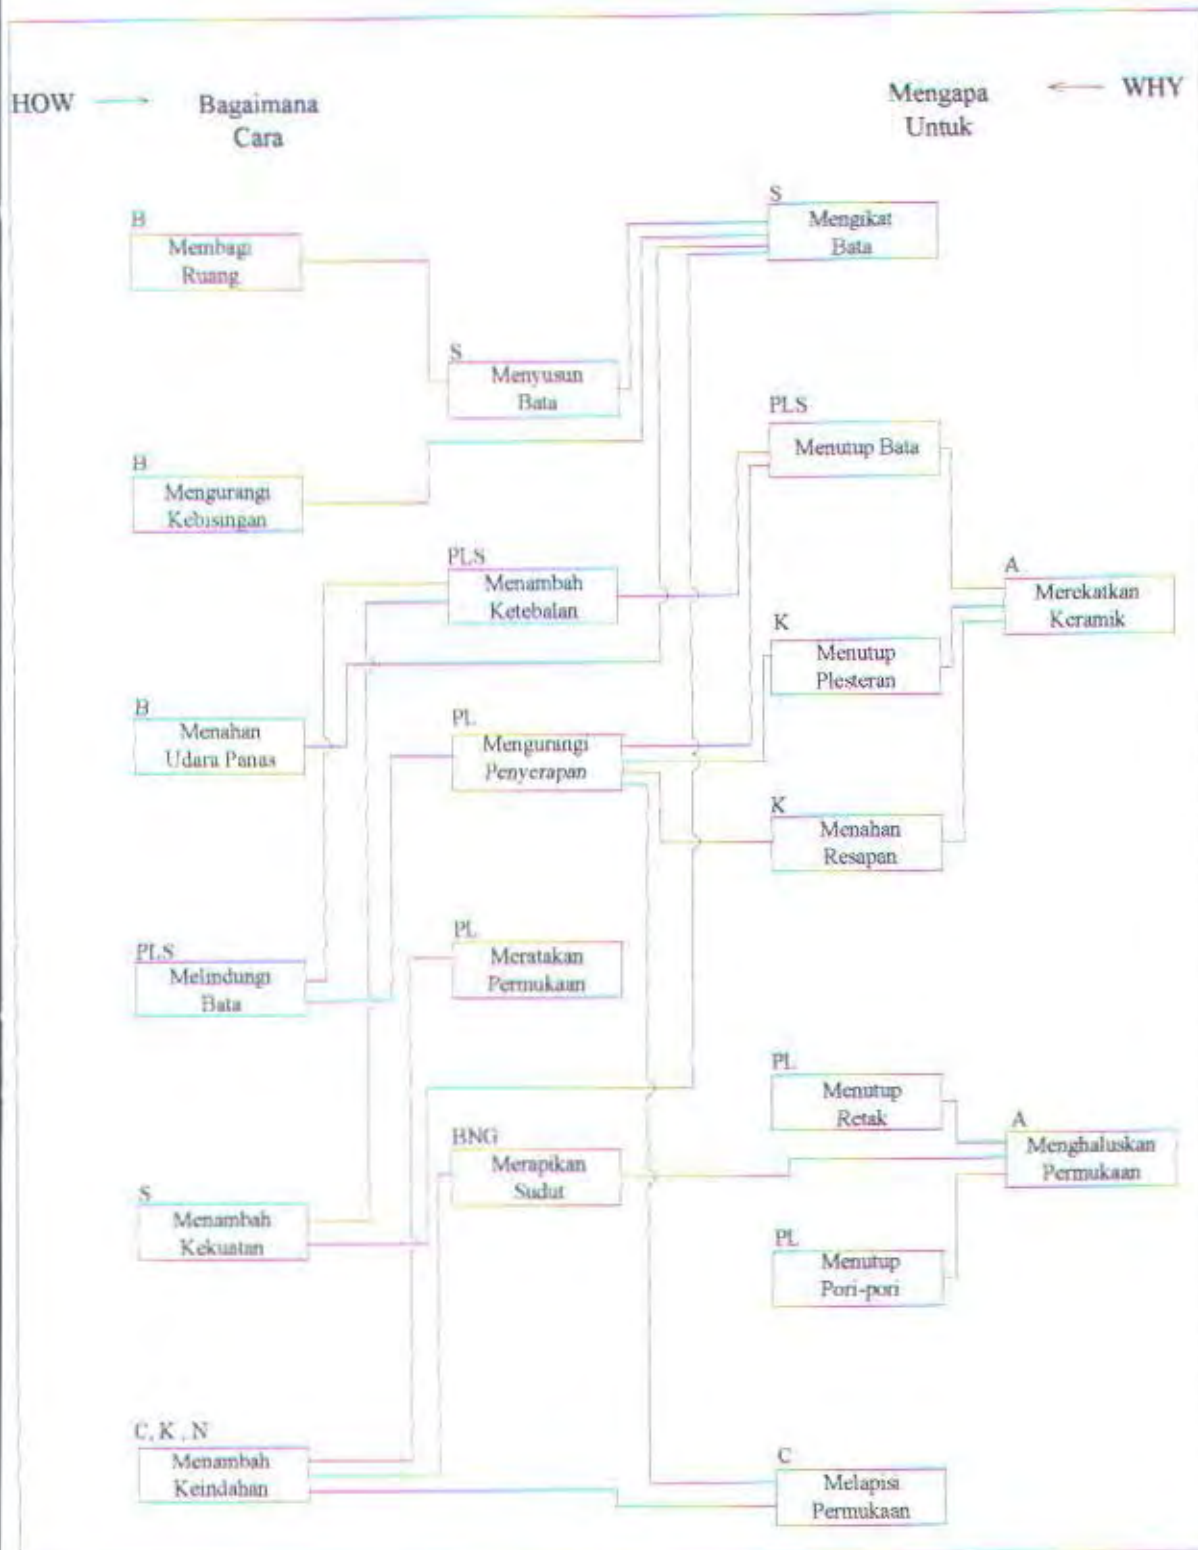 HOW
Bagaimana
Cara
Mengapa
Untuk
WHY
B
Membagi
Ruang
S
Mengikat
Bata
S
Menyusun
Bata
PLS
Menutup Bata
B
Mengurangi
Kebisingan
PLS
Menambah
Ketebalan
A
Merekatkan
Keramik
K
Menutup
Plesteran
B
Menahan
Udara Panas
PL
Mengurangi
Penyerapan
K
Menahan
Resapan
PLS
Melindungi
Bata
PL
Meratakan
Permukaan
PL
Menutup
Retak
A
Menghaluskan
Permukaan
BNG
Merapikan
Sudut
S
Menambah
Kekuatan
PL
Menutup
Pori-pori
C, K , N
Menambah
Keindahan
C
Melapisi
Permukaan